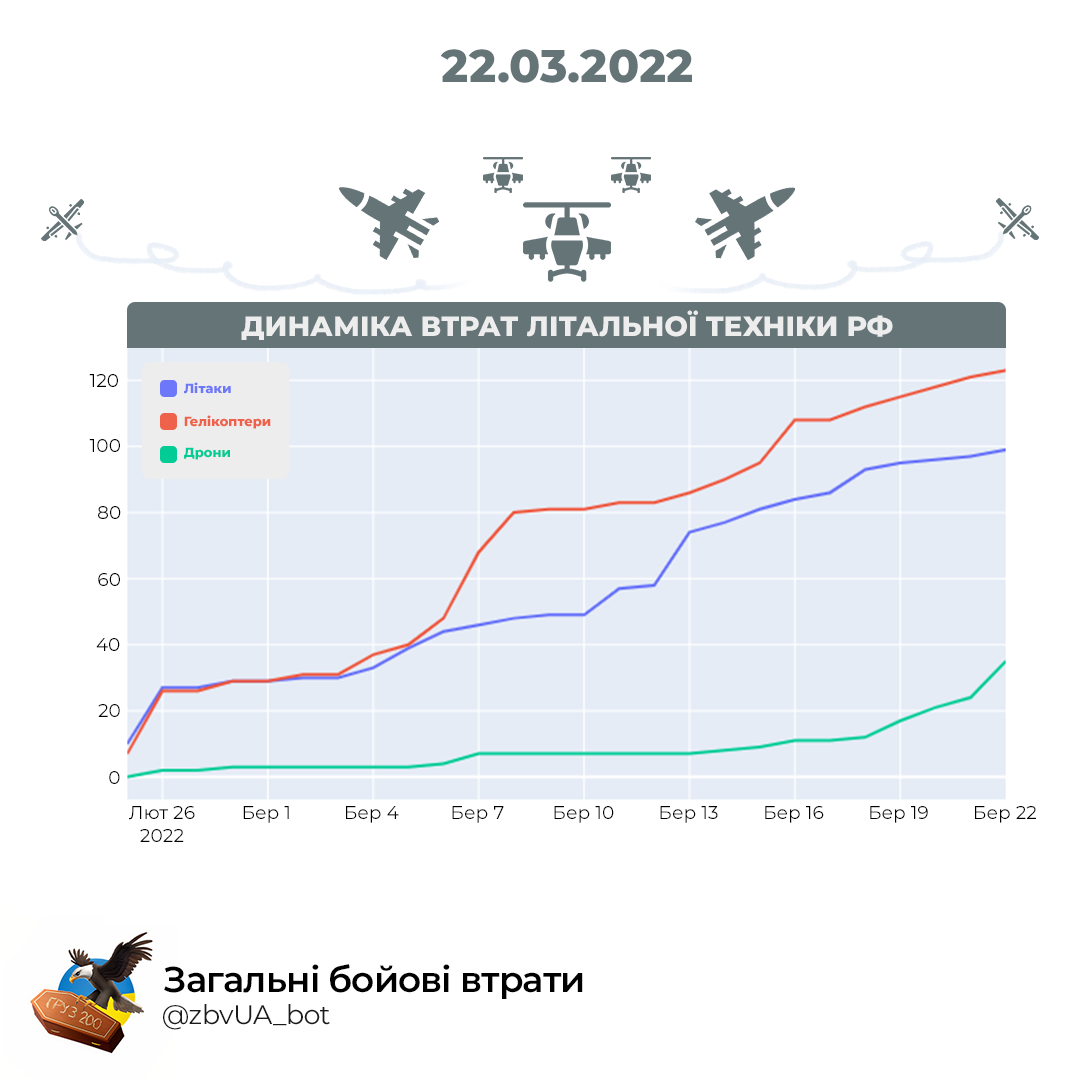 22.03.2022
ДИНАМІКА ВТРАТ ЛІТАЛЬНОЇ ТЕХНІКИ РФ
Літаки
Гелікоптери
Дрони
120
100
80
60
40
20
0
Лют 26 Бер 1 Бер 4 Бер 7 Бер 10 Бер 13 Бер 16 Бер 19 Бер 22
2022
ГРУЗ 200
Загальні бойові втрати
@zbvUA_bot